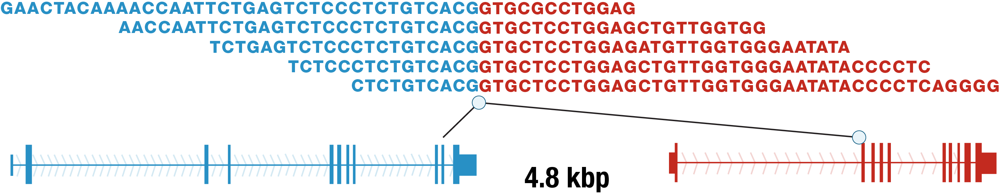 GAACTACAAAACCAATTCTGAGTCTCCCTCTGTCACGGTGCGCCTGGAG
AACCAATTCTGAGTCTCCCTCTGTCACGGTGCTCCTGGAGCTGTTGGTGG
TCTGAGTCTCCCTCTGTCACGGTGCTCCTGGAGATGTTGGTGGGAATATA
TCTCCCTCTGTCACGGTGCTCCTGGAGCTGTTGGTGGGAATATACCCCTC
CTCTGTCACGGTGCTCCTGGAGCTGTTGGTGGGAATATACCCCTCAGGGG
4.8 kbp